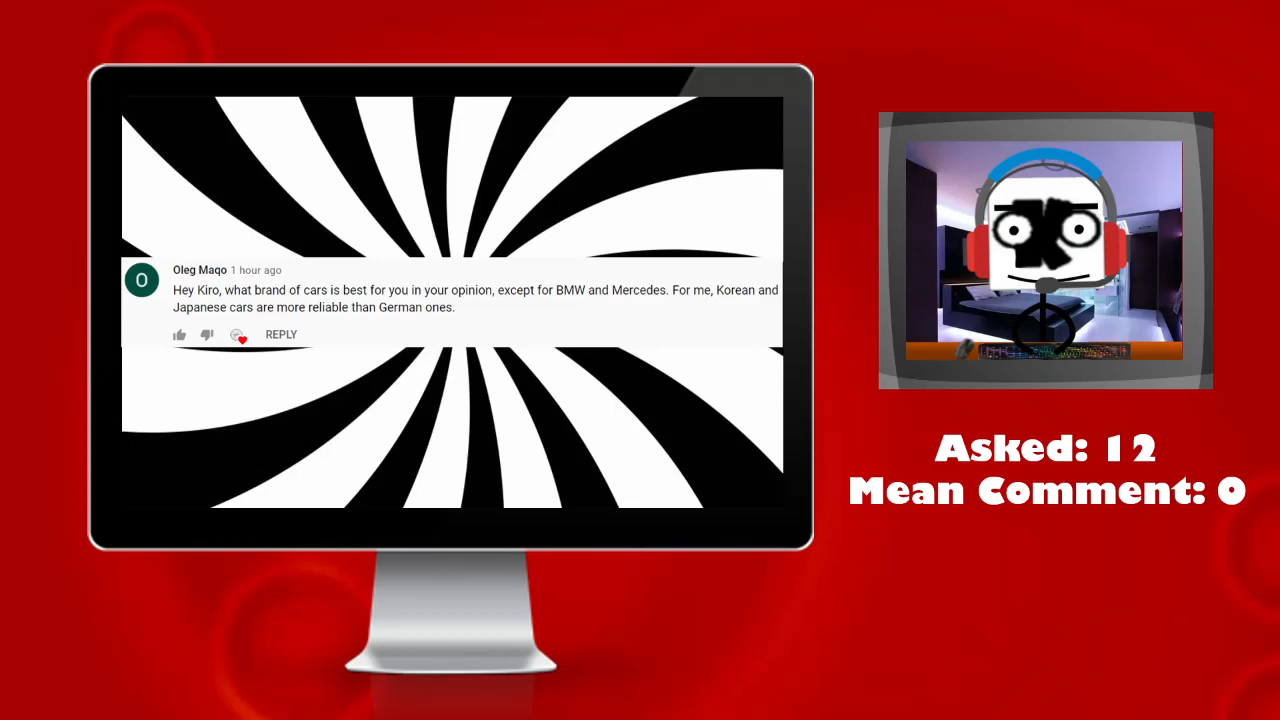 O
Oleg Maqo 1 hour ago
Hey Kiro, what brand of cars is best for you in your opinion, except for BMW and Mercedes. For me, Korean and
Japanese cars are more reliable than German ones.
REPLY
K
Asked: 12
Mean Comment: 0